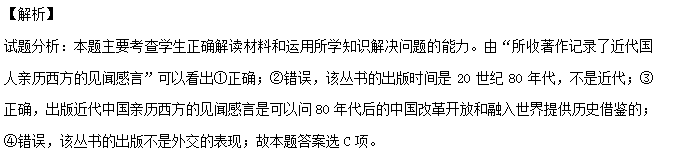 【解析】
试题分析：本题主要考查学生正确解读材料和运用所学知识解决问题的能力。由“所收著作记录了近代国
人亲历西方的见闻感言”可以看出①正确；②错误，该丛书的出版时间是 20 世纪 80 年代，不是近代；③
正确，出版近代中国亲历西方的见闻感言是可以问 80 年代后的中国改革开放和融入世界提供历史借鉴的；
④错误，该丛书的出版不是外交的表现；故本题答案选 C 项。